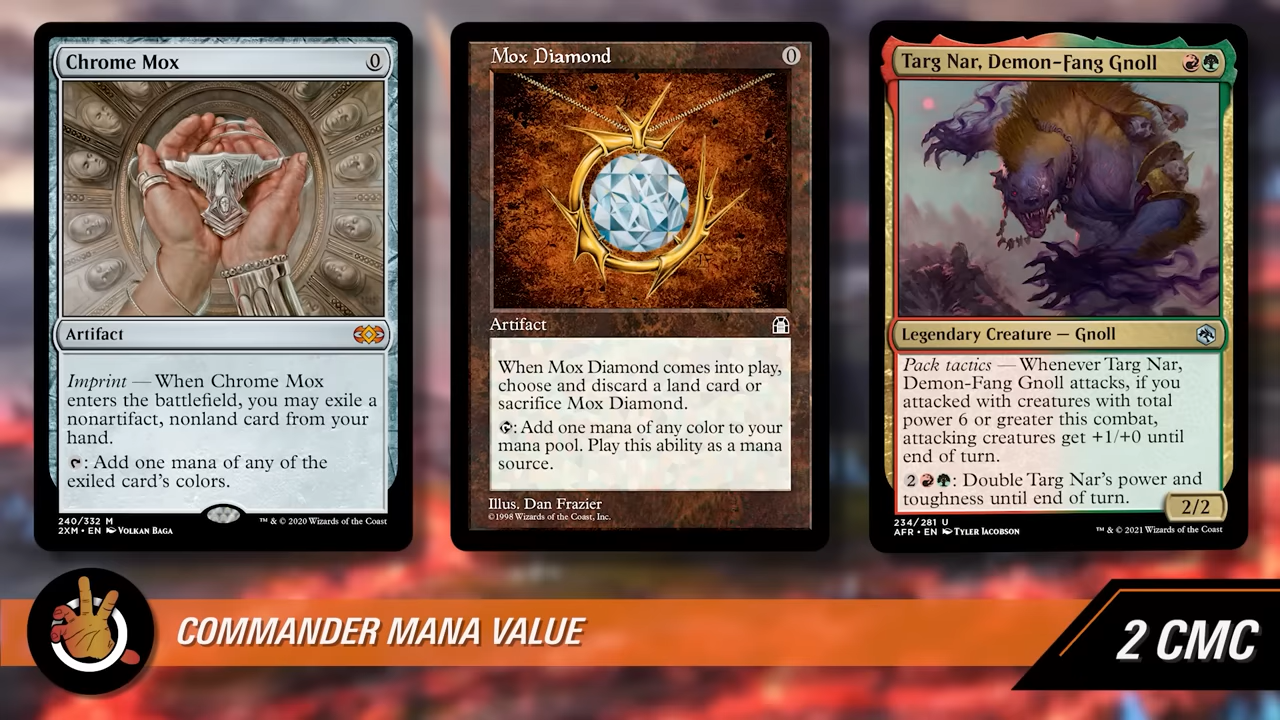 Chrome Mox 0
Artifact
Imprint — When Chrome Mox
enters the battlefield, you may exile a
nonartifact, nonland card from your
hand.
: Add one mana of any of the
exiled card's colors.
240/332 M
2XM • EN Volkan Baga
™ & © 2020 Wizards of the Coast
Mox Diamond 0
Artifact
When Mox Diamond comes into play,
choose and discard a land card or
sacrifice Mox Diamond.
: Add one mana of any color to your
mana pool. Play this ability as a mana
source.
Illus. Dan Frazier
©1998 Wizards of the Coast, Inc.
Targ Nar, Demon-Fang Gnoll
Legendary Creature — Gnoll
Pack tactics — Whenever Targ Nar,
Demon-Fang Gnoll attacks, if you
attacked with creatures with total
power 6 or greater this combat,
attacking creatures get +1/+0 until
end of turn.
2 : Double Targ Nar's power and
toughness until end of turn.
2/2
234/281 U
AFR • EN Tyler Jacobson
™ & © 2021 Wizards of the Coast
COMMANDER MANA VALUE
2 CMC